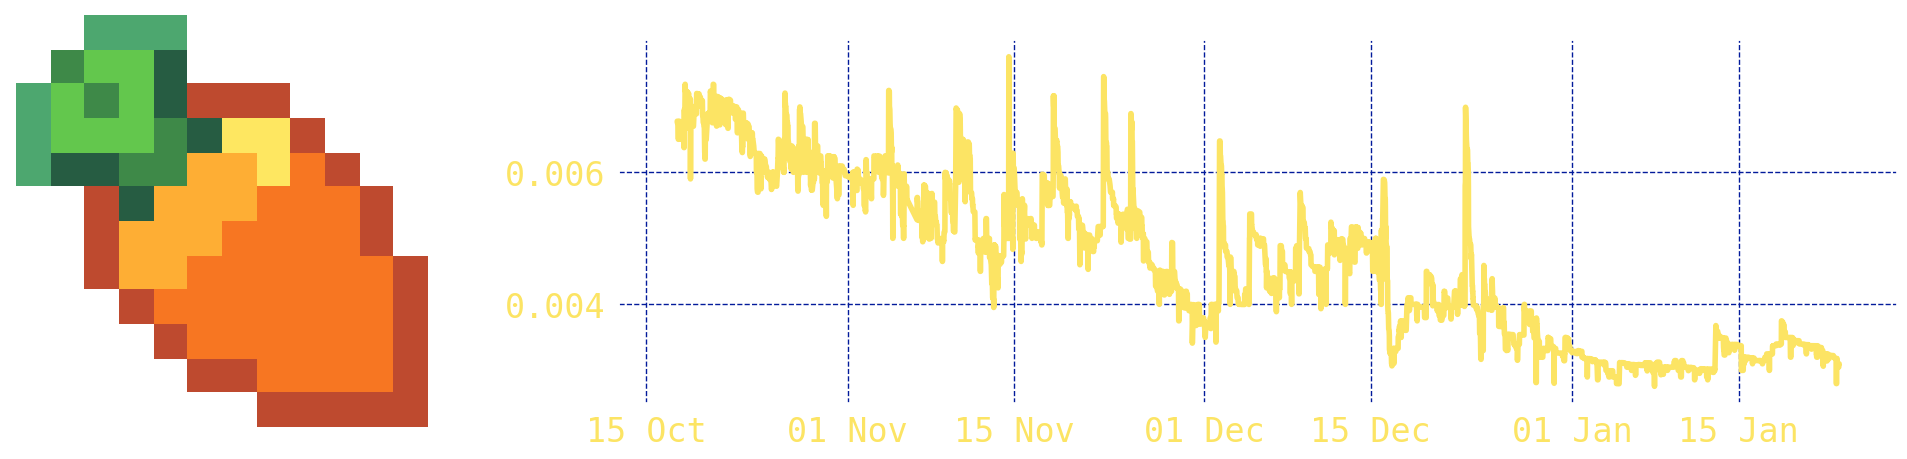 0.006
0.004
15 Oct
01 Nov
15 Nov
01 Dec
15 Dec
01 Jan
15 Jan